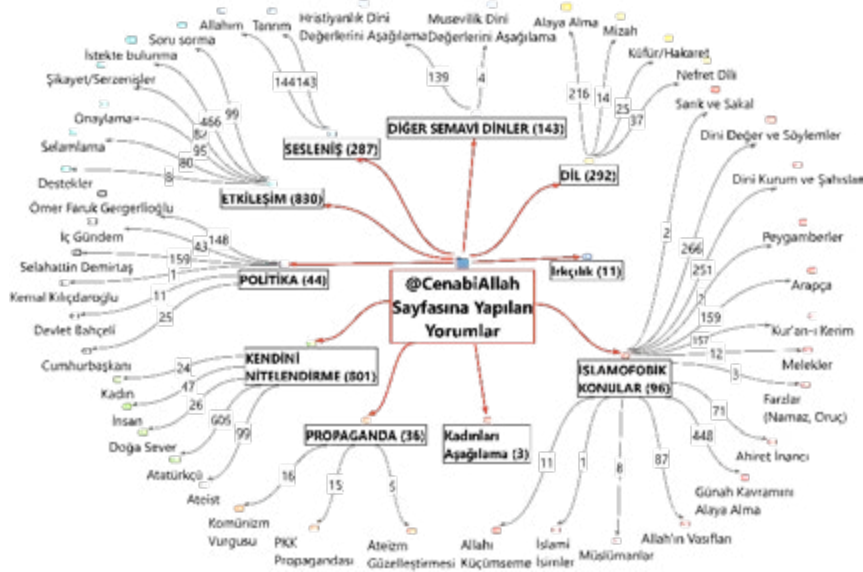 @CenabiAllah
Sayfasına Yapılan
Yorumlar
DİĞER SEMAVİ DİNLER (143)
Hristiyanlık Dini
Değerlerini Aşağılama
139
Musevilik Dini
Değerlerini Aşağılama
4
DİL (292)
Alaya Alma
216
Mizah
14
Küfür/Hakaret
25
Nefret Dili
37
Irkçılık (11)
İSLAMOFOBİK
KONULAR (96)
Sarık ve Sakal
2
Dini Değer ve Söylemler
266
Dini Kurum ve Şahıslar
251
Peygamberler
Arapça
159
Kur'an-ı Kerim
157
Melekler
12
Farzlar
(Namaz, Oruç)
3
Ahiret İnancı
71
Günah Kavramını
Alaya Alma
448
Allah'ın Vasıfları
87
Müslümanlar
8
İslami
İsimler
1
Allahı
Küçümseme
11
Kadınları
Aşağılama (3)
PROPAGANDA (36)
Ateizm
Güzelleştirmesi
5
PKK
Propagandası
15
Komünizm
Vurgusu
16
KENDİNİ
NİTELENDİRME (801)
Kadın
24
İnsan
47
Doğa Sever
26
Atatürkçü
605
Ateist
99
POLİTİKA (44)
Ömer Faruk Gergerlioğlu
148
İç Gündem
43
Selahattin Demirtaş
159
Kemal Kılıçdaroğlu
1
Devlet Bahçeli
11
Cumhurbaşkanı
25
ETKİLEŞİM (830)
Destekler
8
Selamlama
80
Onaylama
95
Şikayet/Serzenişler
82
İstekte bulunma
466
Soru sorma
99
SESLENİŞ (287)
Allahım
144
Tanrım
143